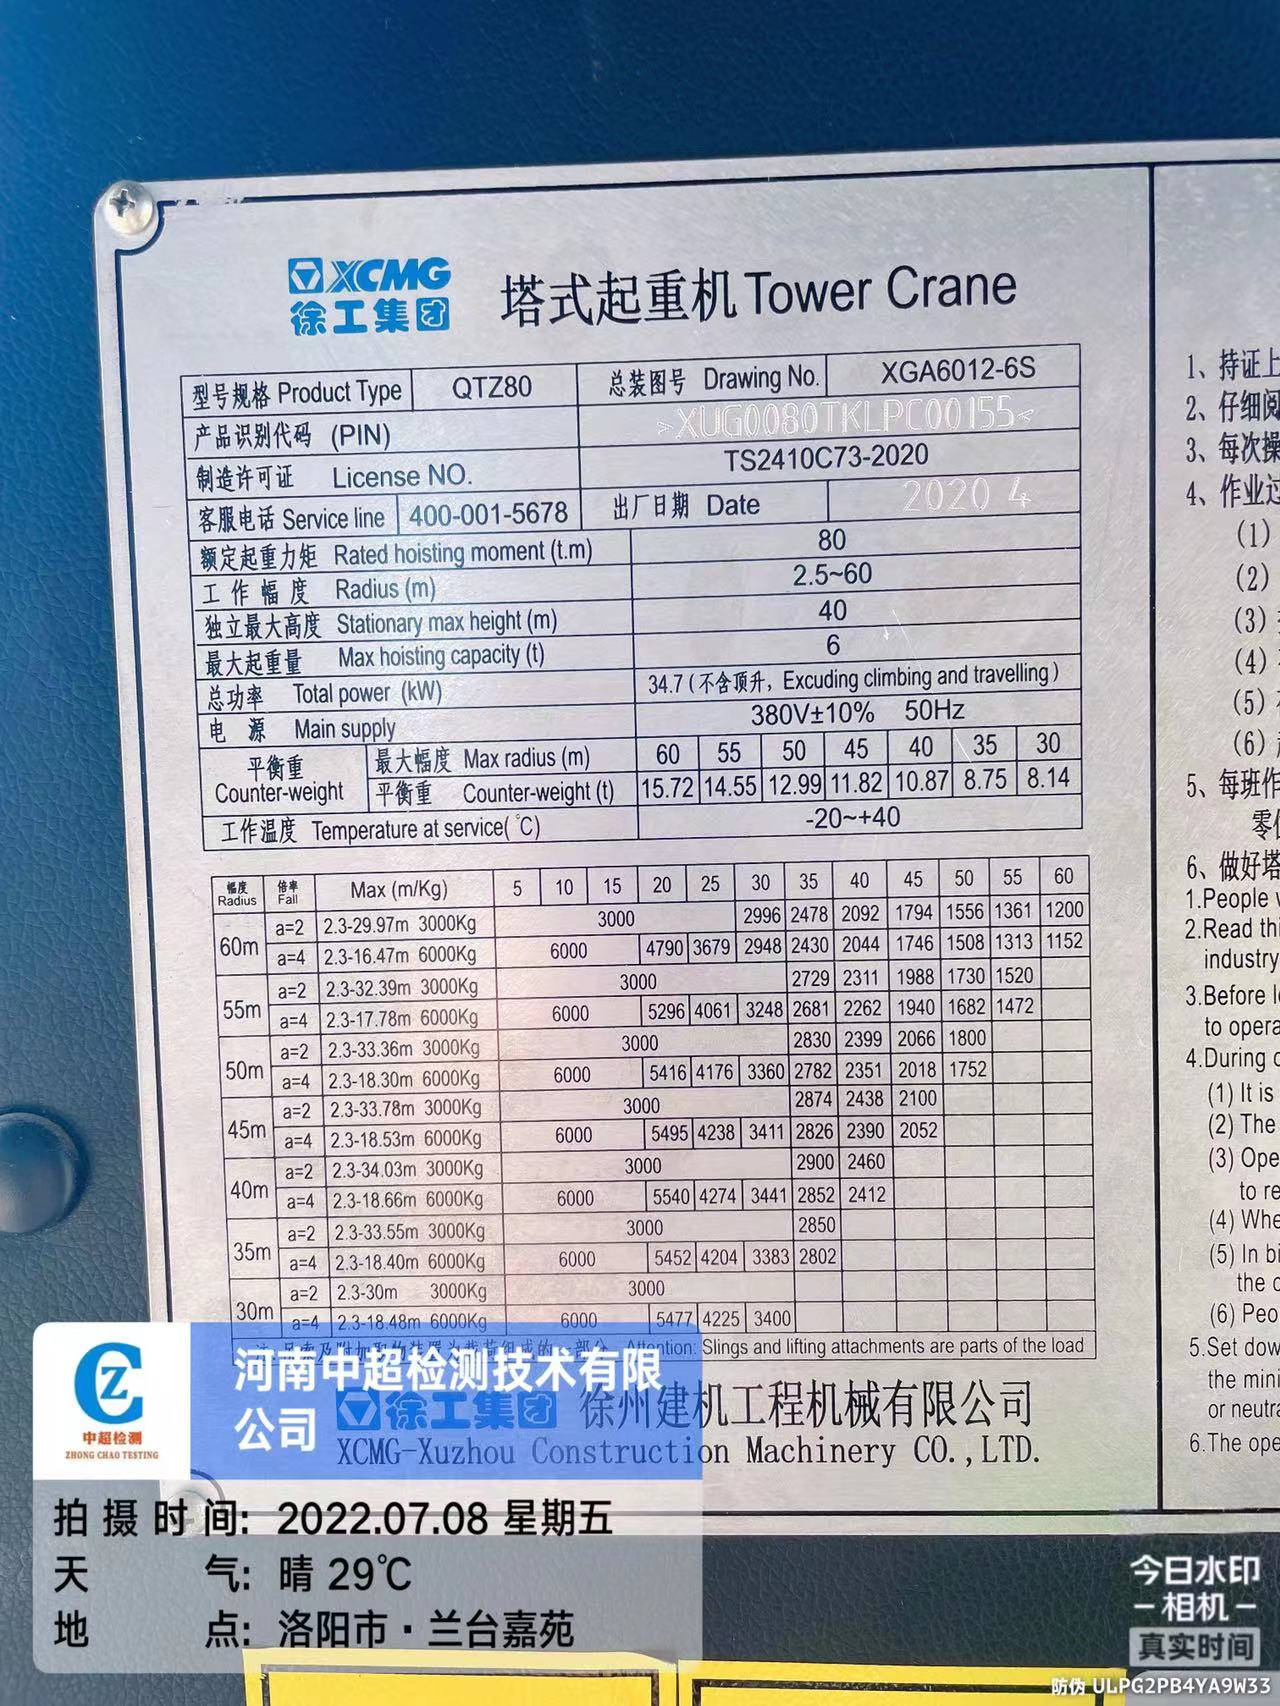 XCMG
徐工集团
塔式起重机 Tower Crane
型号规格 Product Type QTZ80 总装图号 Drawing No. XGA6012-6S
产品识别代码 (PIN) >XUG0080TKLPC00155<
制造许可证 License NO. TS2410C73-2020
客服电话 Service line 400-001-5678 出厂日期 Date 2020 4
额定起重力矩 Rated hoisting moment (t.m) 80
工作幅度 Radius (m) 2.5~60
独立最大高度 Stationary max height (m) 40
最大起重量 Max hoisting capacity (t) 6
总功率 Total power (kW) 34.7 (不含顶升, Excuding climbing and travelling)
电源 Main supply 380V±10% 50Hz
平衡重 Counter-weight 最大幅度 Max radius (m) 60 55 50 45 40 35 30
平衡重 Counter-weight (t) 15.72 14.55 12.99 11.82 10.87 8.75 8.14
工作温度 Temperature at service(℃) -20~+40
幅度 Radius 倍率 Fall Max (m/Kg) 5 10 15 20 25 30 35 40 45 50 55 60
60m a=2 2.3-29.97m 3000Kg 3000 2996 2478 2092 1794 1556 1361 1200
a=4 2.3-16.47m 6000Kg 6000 4790 3679 2948 2430 2044 1746 1508 1313 1152
55m a=2 2.3-32.39m 3000Kg 3000 2729 2311 1988 1730 1520
a=4 2.3-17.78m 6000Kg 6000 5296 4061 3248 2681 2262 1940 1682 1472
50m a=2 2.3-33.36m 3000Kg 3000 2830 2399 2066 1800
a=4 2.3-18.30m 6000Kg 6000 5416 4176 3360 2782 2351 2018 1752
45m a=2 2.3-33.78m 3000Kg 3000 2874 2438 2100
a=4 2.3-18.53m 6000Kg 6000 5495 4238 3411 2826 2390 2052
40m a=2 2.3-34.03m 3000Kg 3000 2900 2460
a=4 2.3-18.66m 6000Kg 6000 5540 4274 3441 2852 2412
35m a=2 2.3-33.55m 3000Kg 3000 2850
a=4 2.3-18.40m 6000Kg 6000 5452 4204 3383 2802
30m a=2 2.3-30m 3000Kg 3000
a=4 2.3-18.48m 6000Kg 6000 5477 4225 3400
Attention: Slings and lifting attachments are parts of the load
徐工集团 徐州建机工程机械有限公司
XCMG-Xuzhou Construction Machinery CO.,LTD.
1、持证上
2、仔细阅
3、每次操
4、作业过
(1)
(2)
(3)
(4)
(5)
(6)
5、每班作
零
6、做好塔
1.People
2.Read
industry
3.Before
to opera
4.During
(1) It is
(2) The
(3) Ope
to re
(4) Whe
(5) In
the
(6) Peo
5.Set dow
the mini
or neutra
6.The ope
中超检测
ZHONG CHAO TESTING
河南中超检测技术有限
公司
拍摄时间: 2022.07.08 星期五
天气: 晴 29℃
地点: 洛阳市·兰台嘉苑
今日水印
-相机-
真实时间
防伪 ULPG2PB4YA9W33